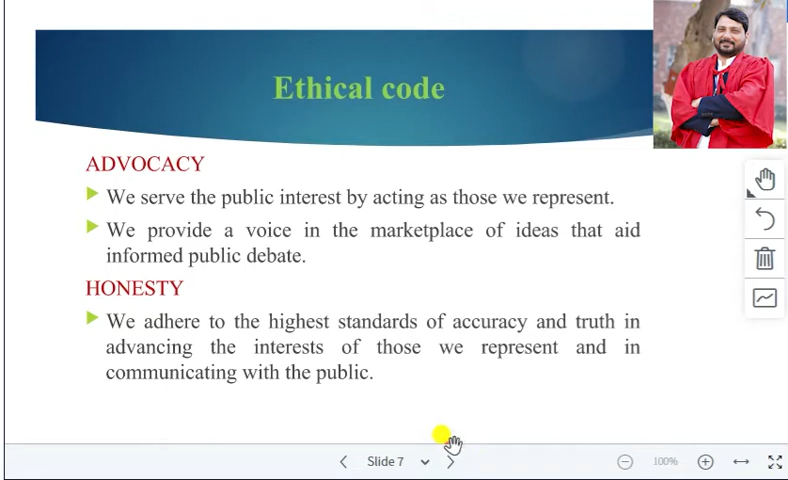 Ethical code
ADVOCACY
We serve the public interest by acting as those we represent.
We provide a voice in the marketplace of ideas that aid
informed public debate.
HONESTY
We adhere to the highest standards of accuracy and truth in
advancing the interests of those we represent and in
communicating with the public.
Slide 7
100%